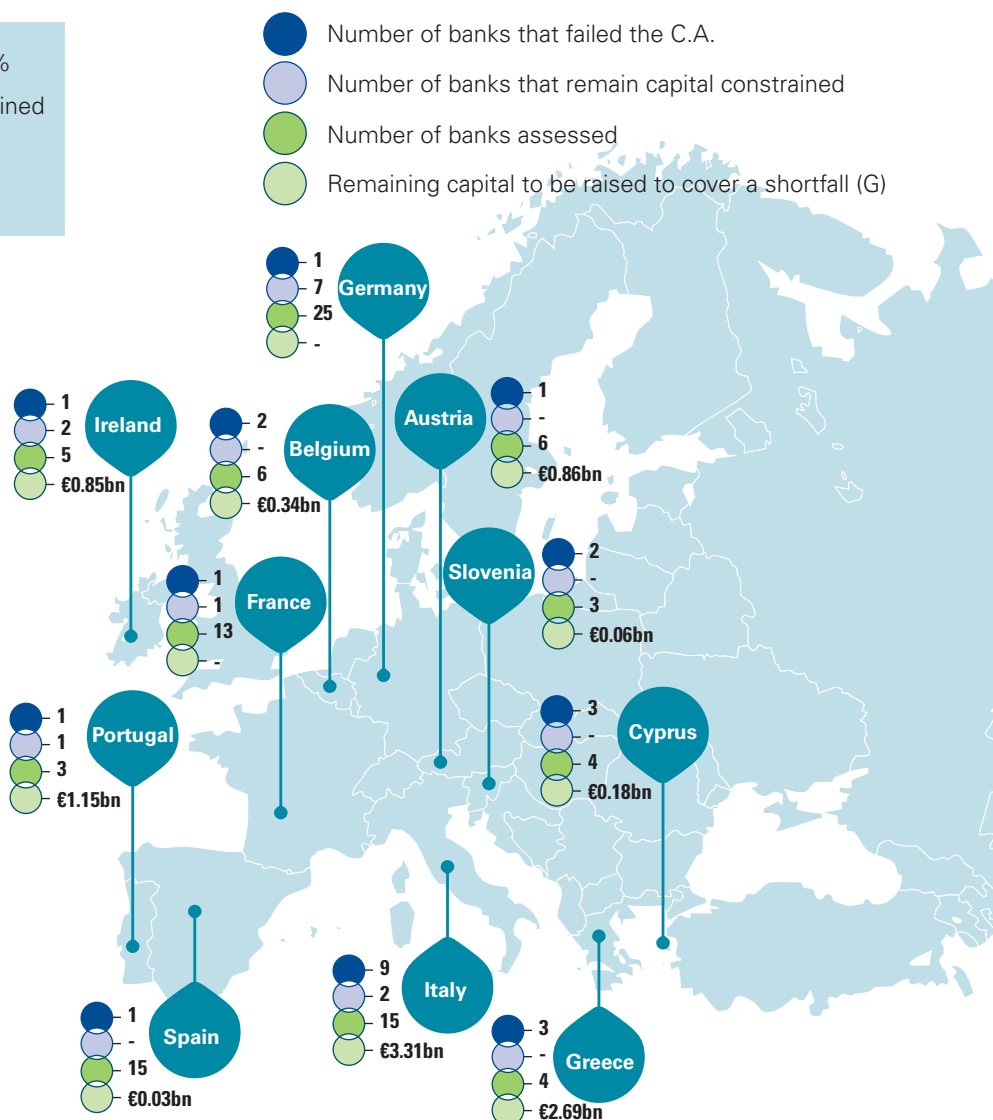 %
ined
Number of banks that failed the C.A.
Number of banks that remain capital constrained
Number of banks assessed
Remaining capital to be raised to cover a shortfall (G)
Germany
1
7
25
-
Ireland
1
2
5
€0.85bn
Belgium
2
-
6
€0.34bn
Austria
1
-
6
€0.86bn
France
1
1
13
-
Slovenia
2
-
3
€0.06bn
Portugal
1
1
3
€1.15bn
Cyprus
3
-
4
€0.18bn
Spain
1
-
15
€0.03bn
Italy
9
2
15
€3.31bn
Greece
3
-
4
€2.69bn